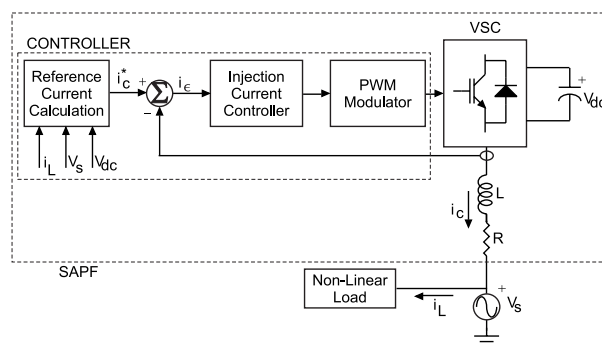 VSC
CONTROLLER
Reference
Current
Calculation
i*c
+
Σ
−
iϵ
Injection
Current
Controller
PWM
Modulator
+
Vdc
iL
Vs
Vdc
L
ic
R
SAPF
Non-Linear
Load
iL
+
Vs